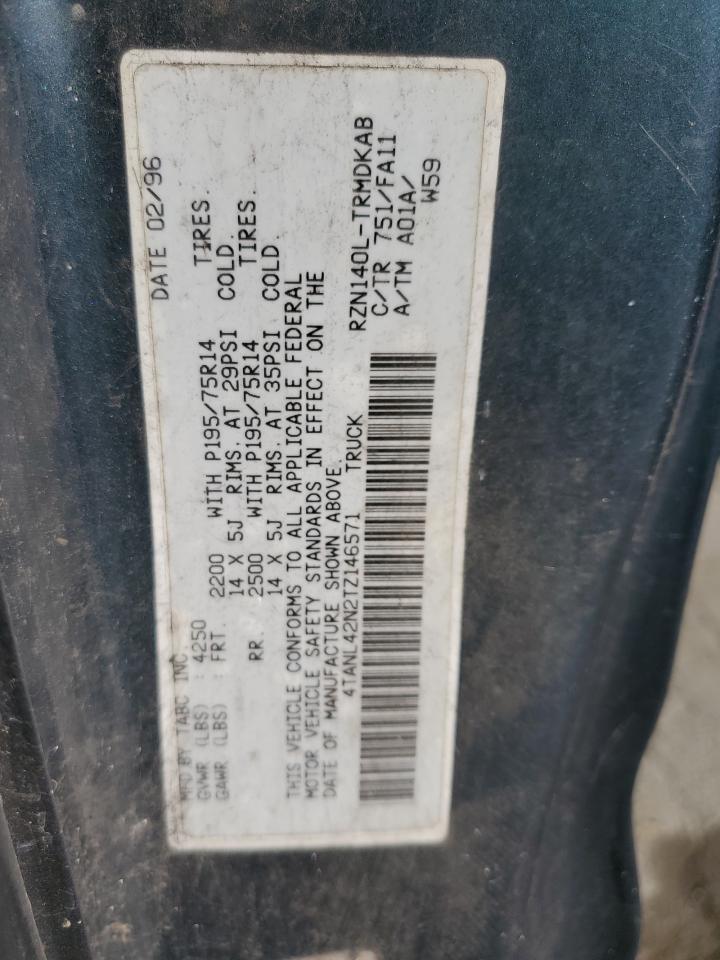 MFD BY TABC INC. DATE 02/96
GVWR (LBS) : 4250
GAWR (LBS) : FRT. 2200 WITH P195/75R14 TIRES.
14 X 5J RIMS. AT 29PSI COLD.
RR. 2500 WITH P195/75R14 TIRES.
14 X 5J RIMS. AT 35PSI COLD.
THIS VEHICLE CONFORMS TO ALL APPLICABLE FEDERAL
MOTOR VEHICLE SAFETY STANDARDS IN EFFECT ON THE
DATE OF MANUFACTURE SHOWN ABOVE.
4TANL42N2TZ146571 TRUCK
RZN140L-TRMDKAB
C/TR 751/FA11
A/TM A01A/
W59